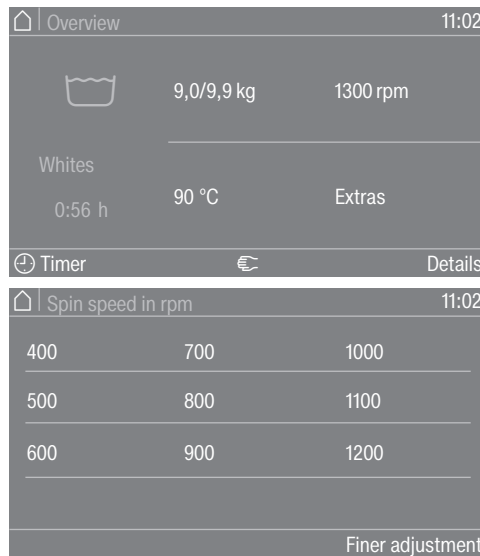 Overview 11:02
9,0/9,9 kg 1300 rpm
Whites
90 °C Extras
0:56 h
Timer Details
Spin speed in rpm 11:02
400 700 1000
500 800 1100
600 900 1200
Finer adjustment